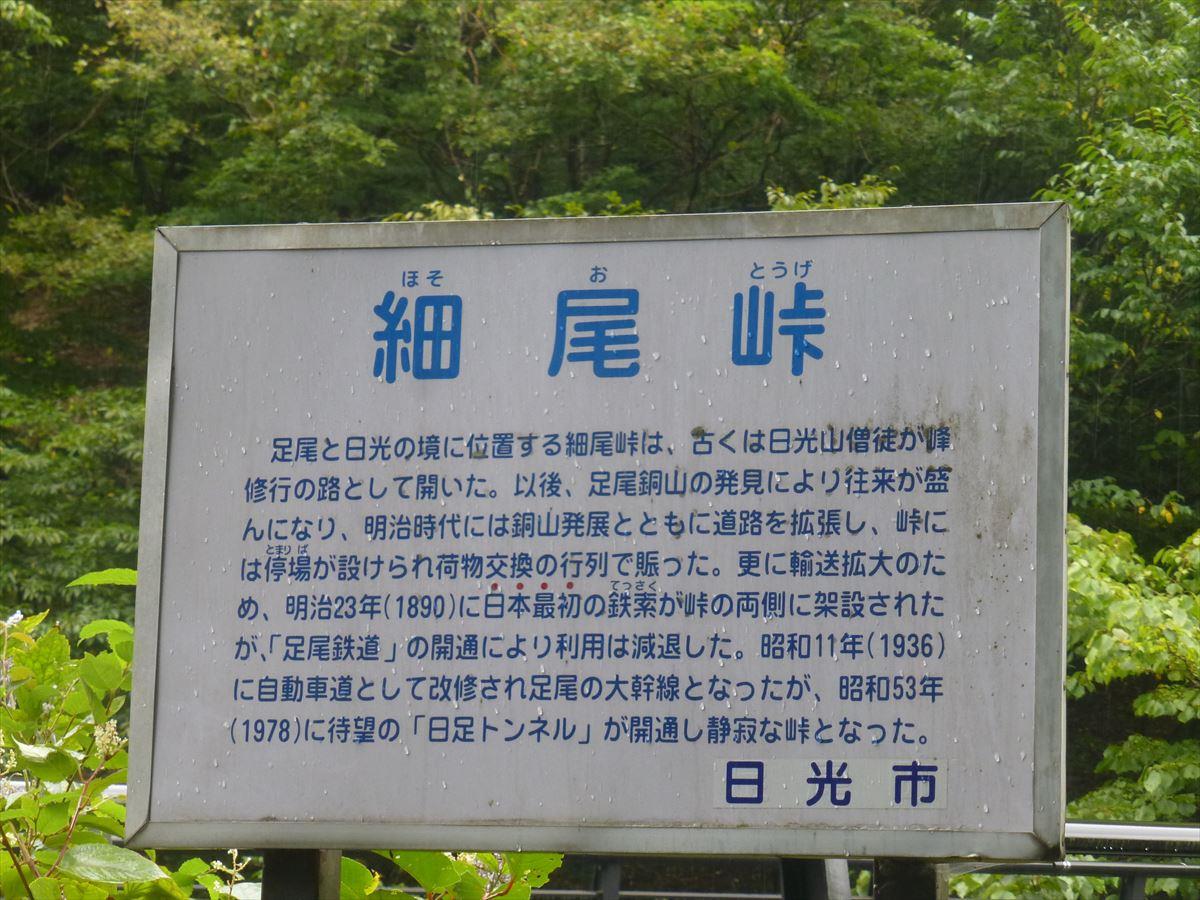 ほそ お とうげ
細尾峠
足尾と日光の境に位置する細尾峠は、古くは日光山僧徒が峰
修行の路として開いた。以後、足尾銅山の発見により往来が盛
んになり、明治時代には銅山発展とともに道路を拡張し、峠に
とまり ば
は停場が設けられ荷物交換の行列で賑った。更に輸送拡大のた
てっさく
め、明治23年(1890)に日本最初の鉄索が峠の両側に架設された
が、「足尾鉄道」の開通により利用は減退した。昭和11年(1936)
に自動車道として改修され足尾の大幹線となったが、昭和53年
(1978)に待望の「日足トンネル」が開通し静寂な峠となった。
日光市